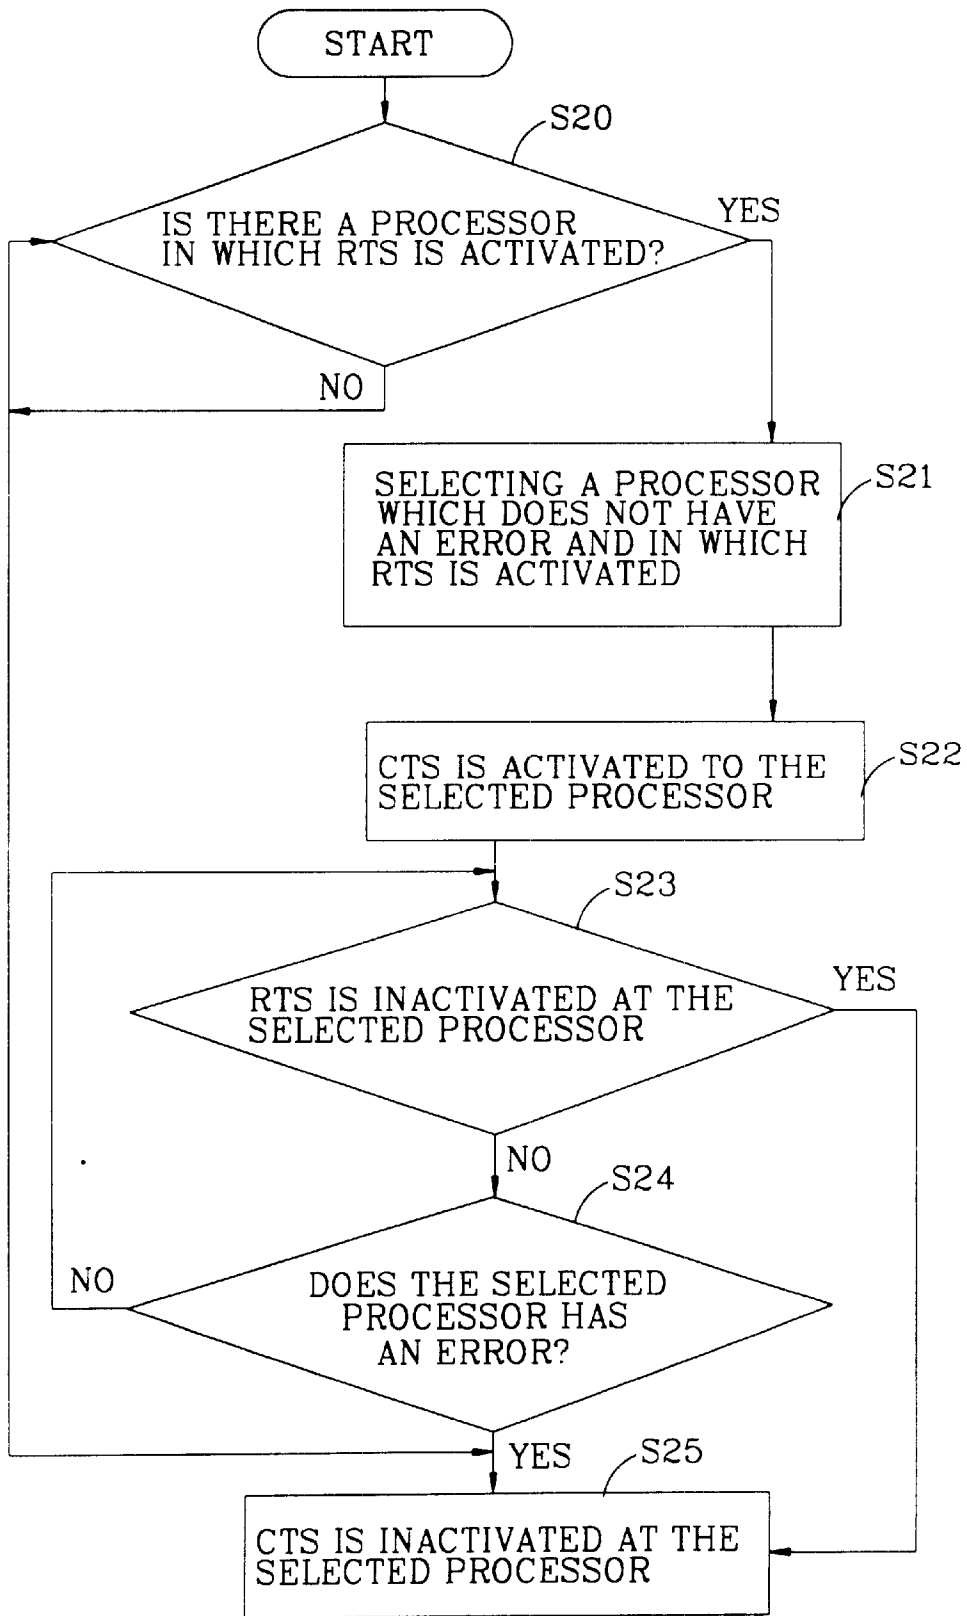 START
S20
IS THERE A PROCESSOR
IN WHICH RTS IS ACTIVATED?
YES
NO
S21
SELECTING A PROCESSOR
WHICH DOES NOT HAVE
AN ERROR AND IN WHICH
RTS IS ACTIVATED
S22
CTS IS ACTIVATED TO THE
SELECTED PROCESSOR
S23
RTS IS INACTIVATED AT THE
SELECTED PROCESSOR
YES
NO
S24
DOES THE SELECTED
PROCESSOR HAS
AN ERROR?
NO
YES
S25
CTS IS INACTIVATED AT THE
SELECTED PROCESSOR